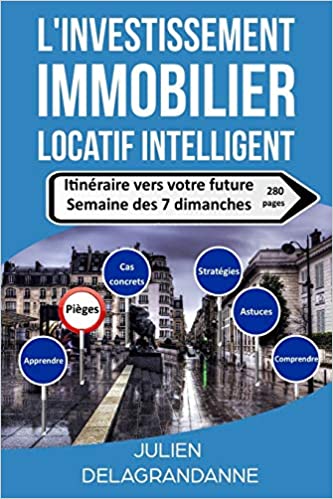 L'INVESTISSEMENT
IMMOBILIER
LOCATIF INTELLIGENT
Itinéraire vers votre future
Semaine des 7 dimanches
280
pages
Cas
concrets
Stratégies
Pièges
Astuces
Apprendre
Comprendre
JULIEN
DELAGRANDANNE